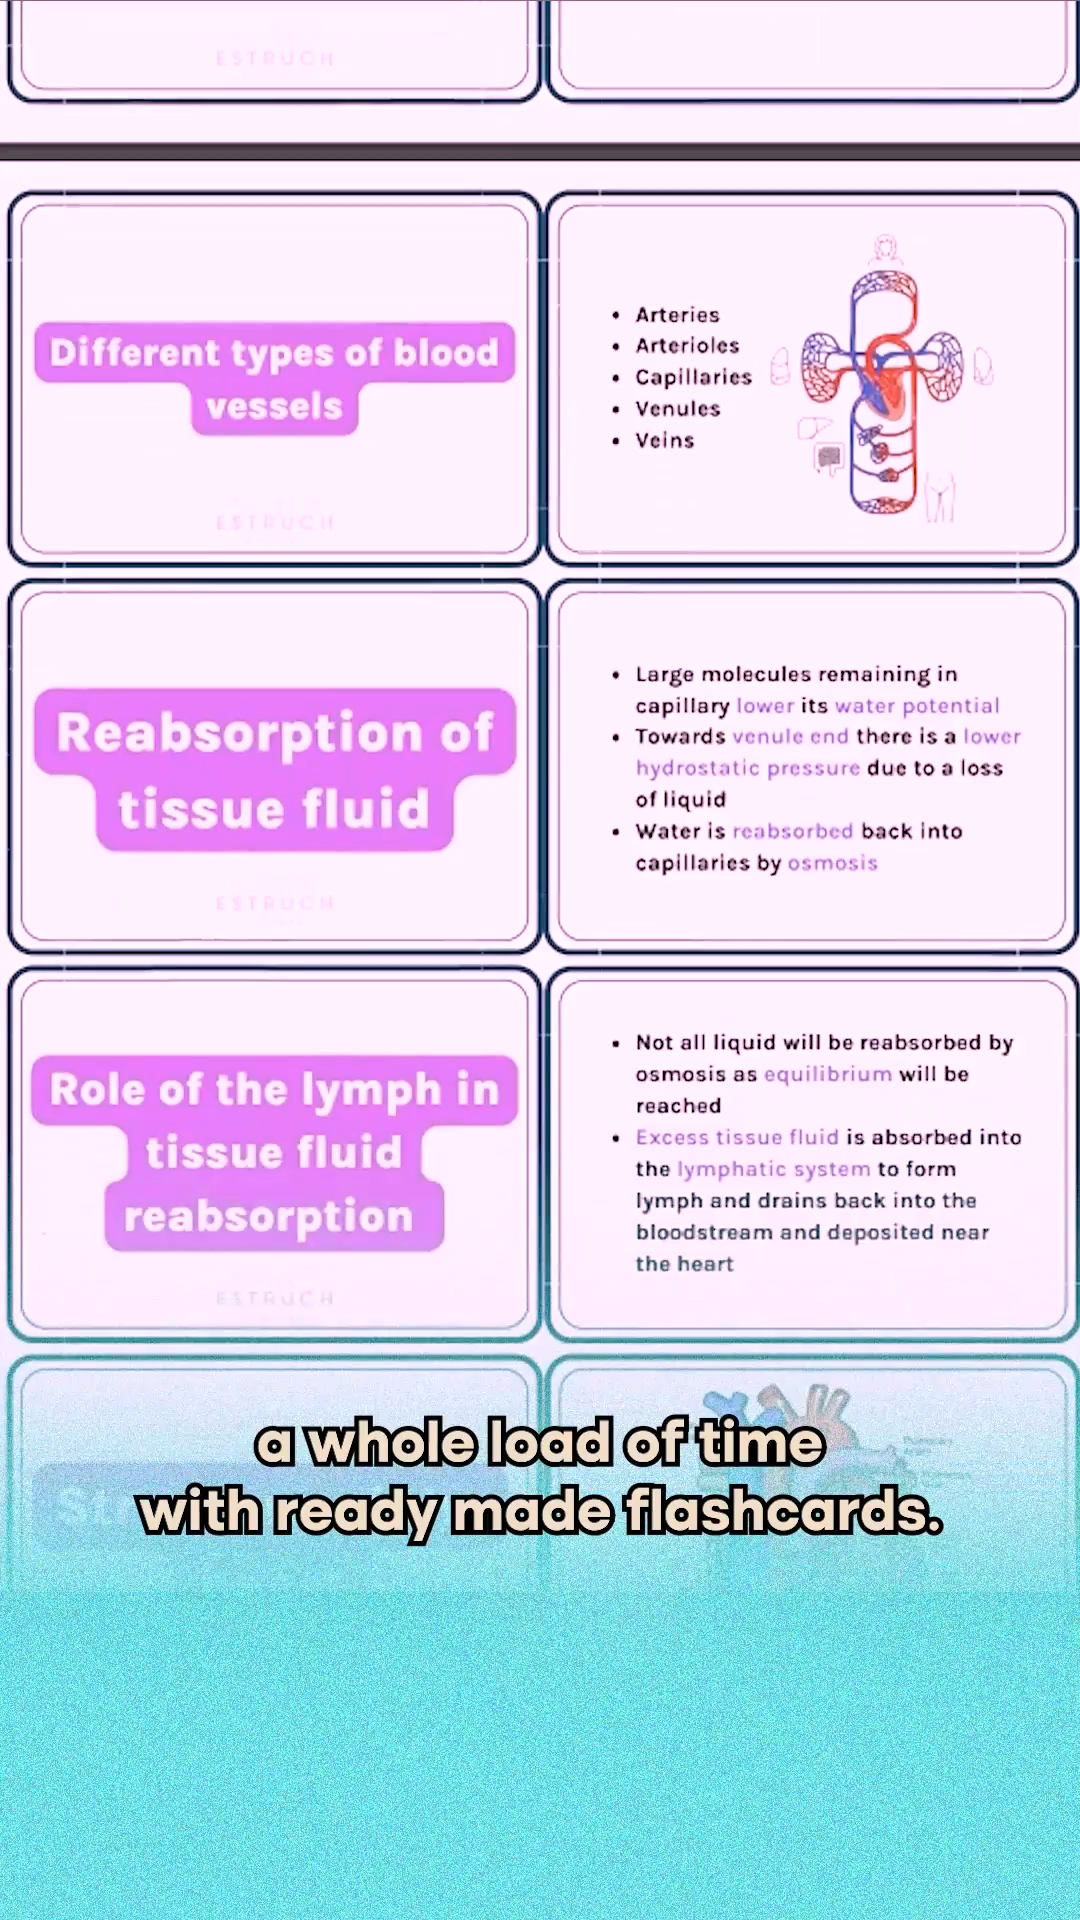 ESTRUCH
Different types of blood
vessels
ESTRUCH
• Arteries
• Arterioles
• Capillaries
• Venules
• Veins
Reabsorption of
tissue fluid
ESTRUCH
• Large molecules remaining in
capillary lower its water potential
• Towards venule end there is a lower
hydrostatic pressure due to a loss
of liquid
• Water is reabsorbed back into
capillaries by osmosis
Role of the lymph in
tissue fluid
reabsorption
ESTRUCH
• Not all liquid will be reabsorbed by
osmosis as equilibrium will be
reached
• Excess tissue fluid is absorbed into
the lymphatic system to form
lymph and drains back into the
bloodstream and deposited near
the heart
a whole load of time
with ready made flashcards.